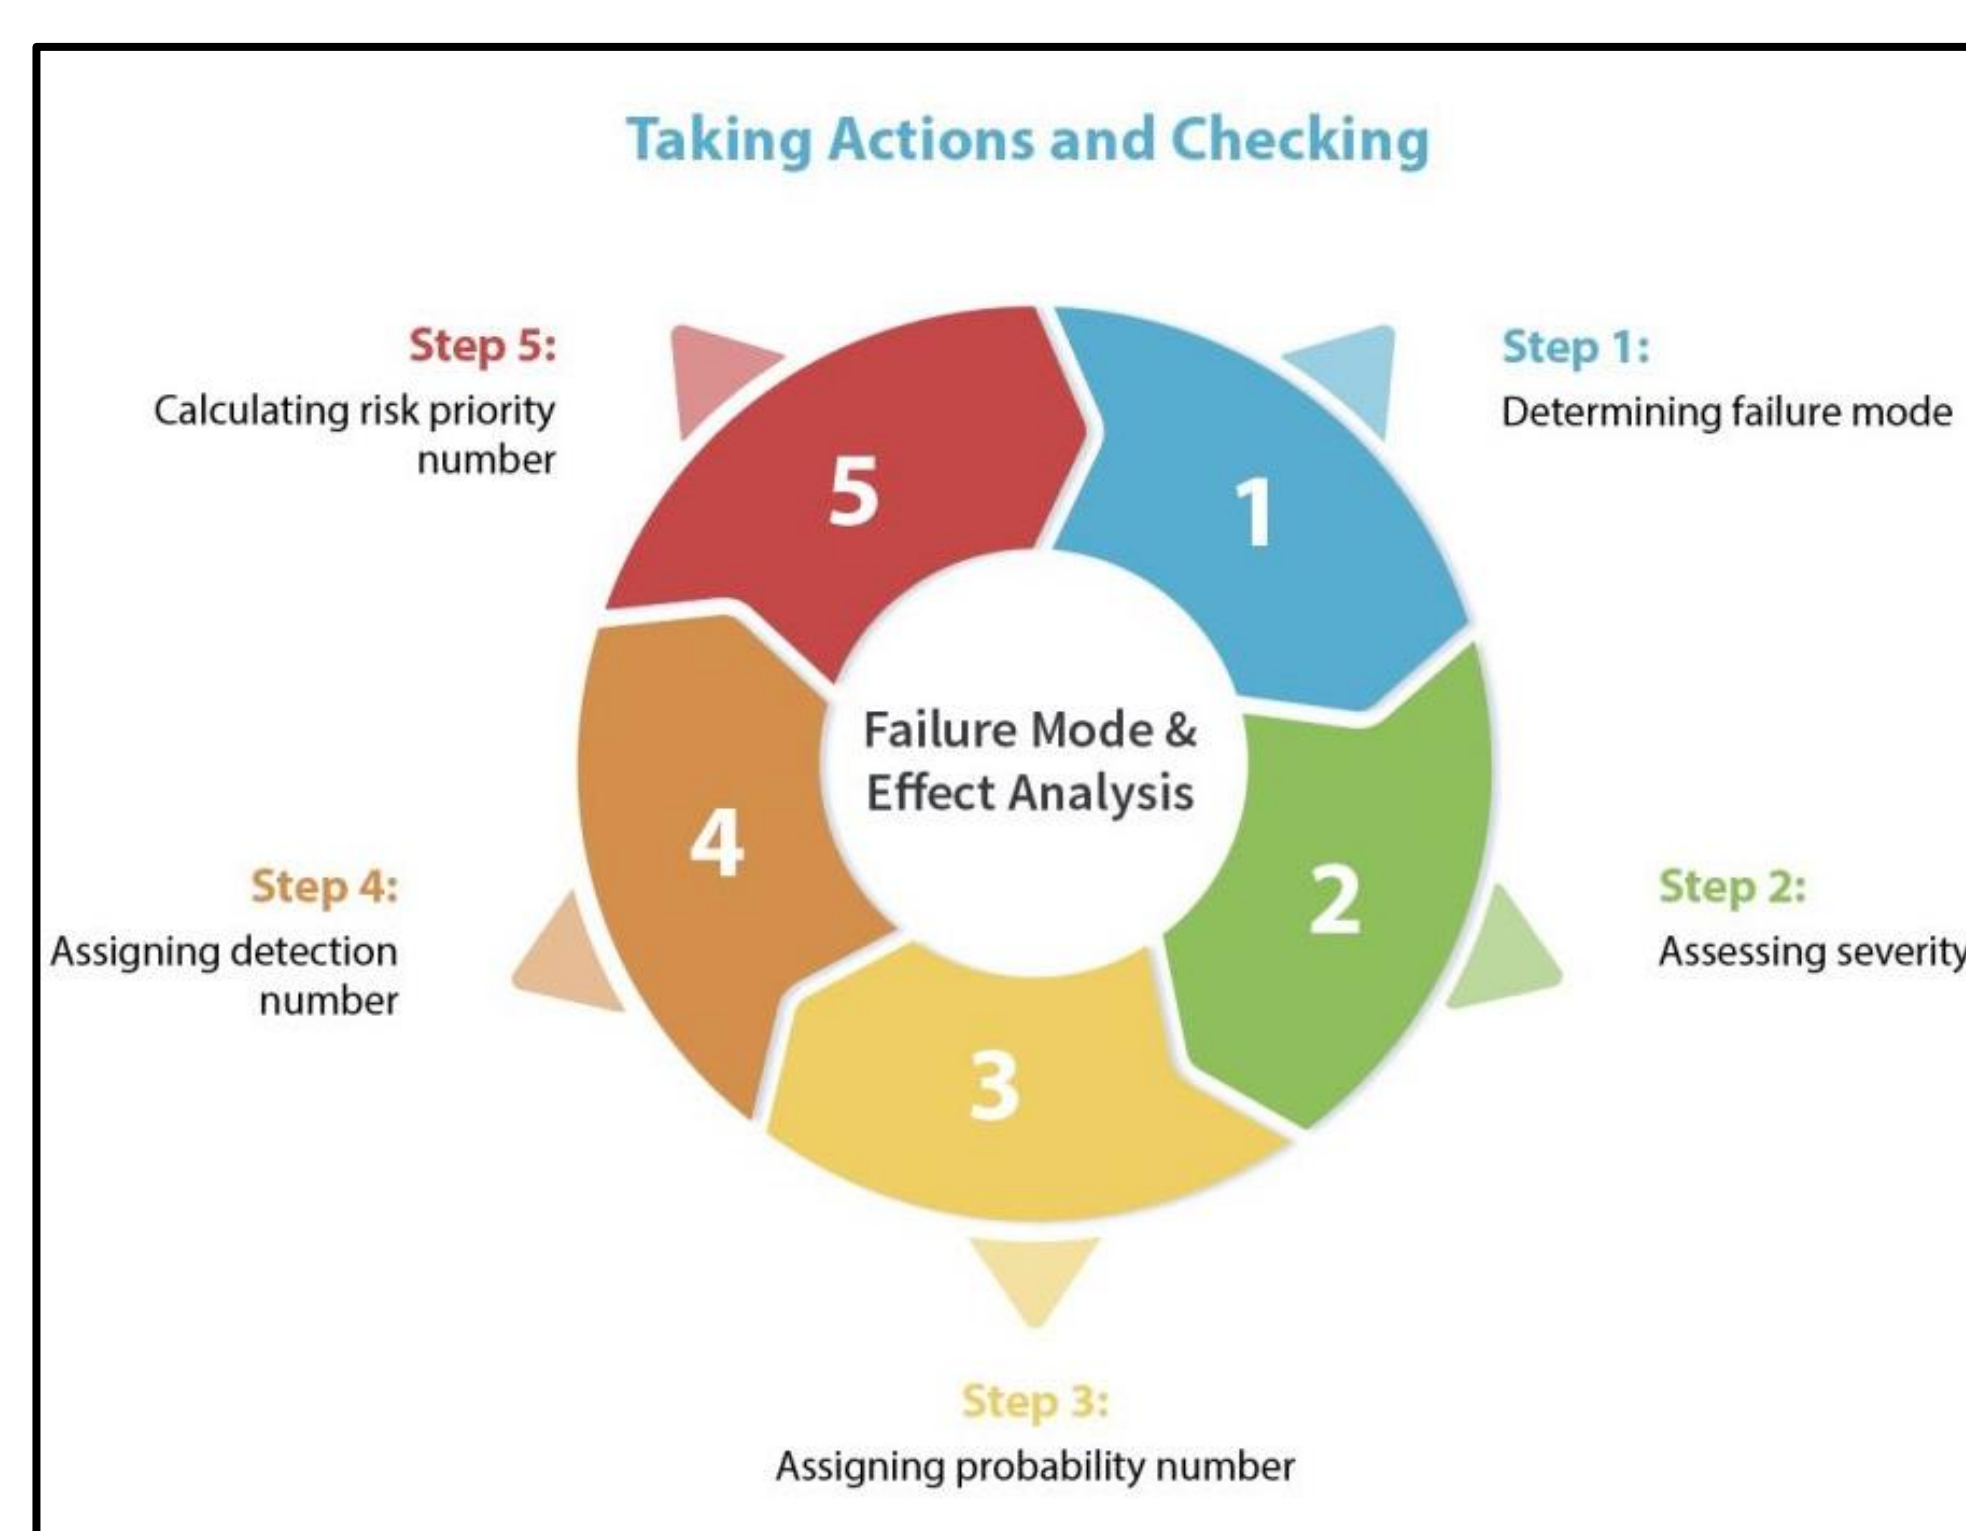 Taking Actions and Checking
Step 1:
Determining failure mode
Step 2:
Assessing severity
Step 3:
Assigning probability number
Step 4:
Assigning detection
number
Step 5:
Calculating risk priority
number
1
2
3
4
5
Failure Mode &
Effect Analysis